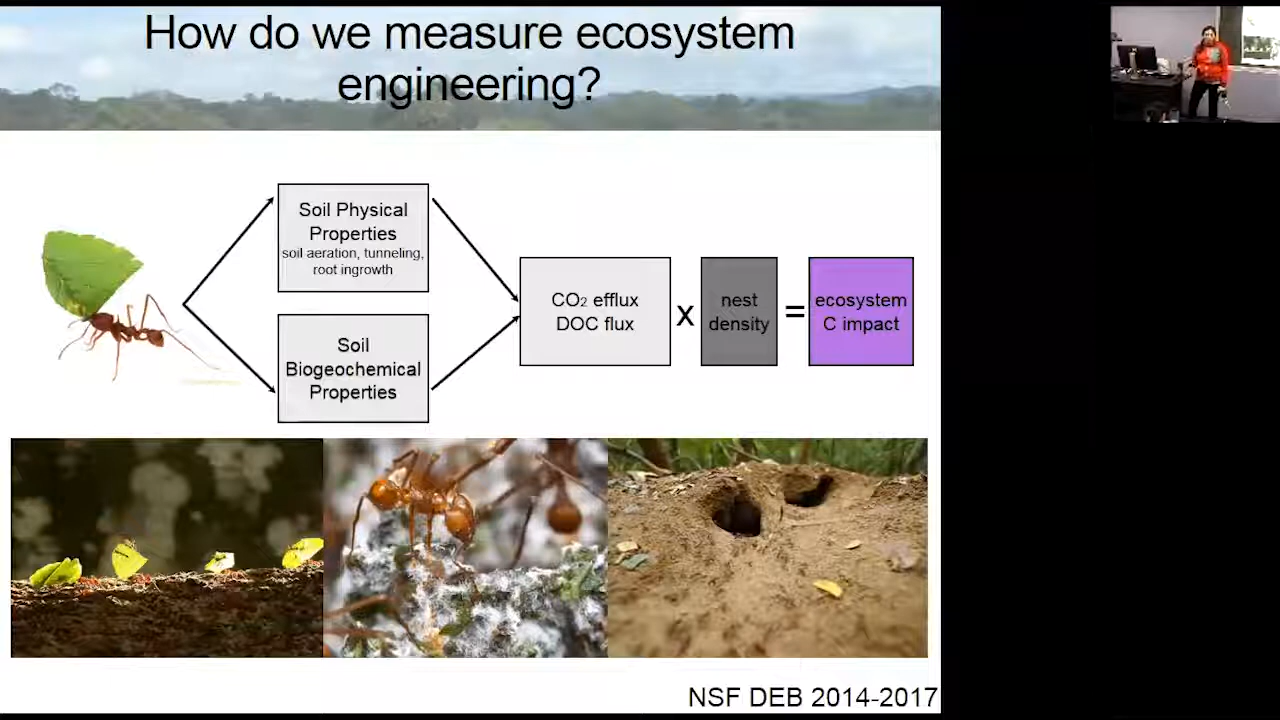 How do we measure ecosystem
engineering?
Soil Physical
Properties
soil aeration, tunneling,
root ingrowth
Soil
Biogeochemical
Properties
CO₂ efflux
DOC flux
x
nest
density
=
ecosystem
C impact
NSF DEB 2014-2017